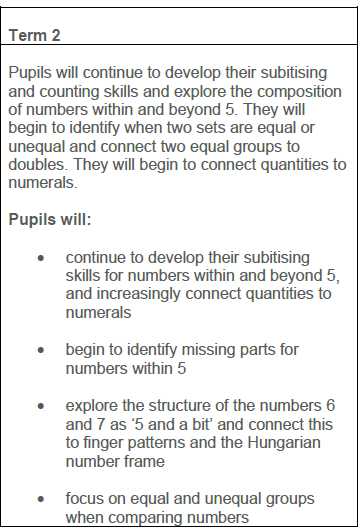 Term 2
Pupils will continue to develop their subitising
and counting skills and explore the composition
of numbers within and beyond 5. They will
begin to identify when two sets are equal or
unequal and connect two equal groups to
doubles. They will begin to connect quantities to
numerals.
Pupils will:
• continue to develop their subitising
skills for numbers within and beyond 5,
and increasingly connect quantities to
numerals
• begin to identify missing parts for
numbers within 5
• explore the structure of the numbers 6
and 7 as ‘5 and a bit’ and connect this
to finger patterns and the Hungarian
number frame
• focus on equal and unequal groups
when comparing numbers